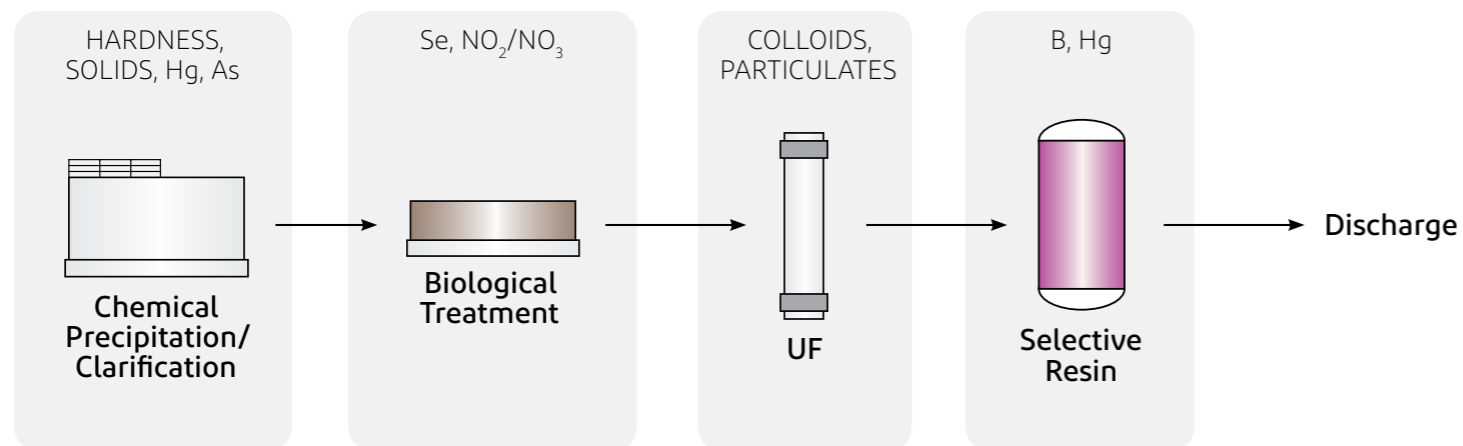 HARDNESS,
SOLIDS, Hg, As
Chemical
Precipitation/
Clarification
Se, NO₂/NO₃
Biological
Treatment
COLLOIDS,
PARTICULATES
UF
B, Hg
Selective
Resin
Discharge